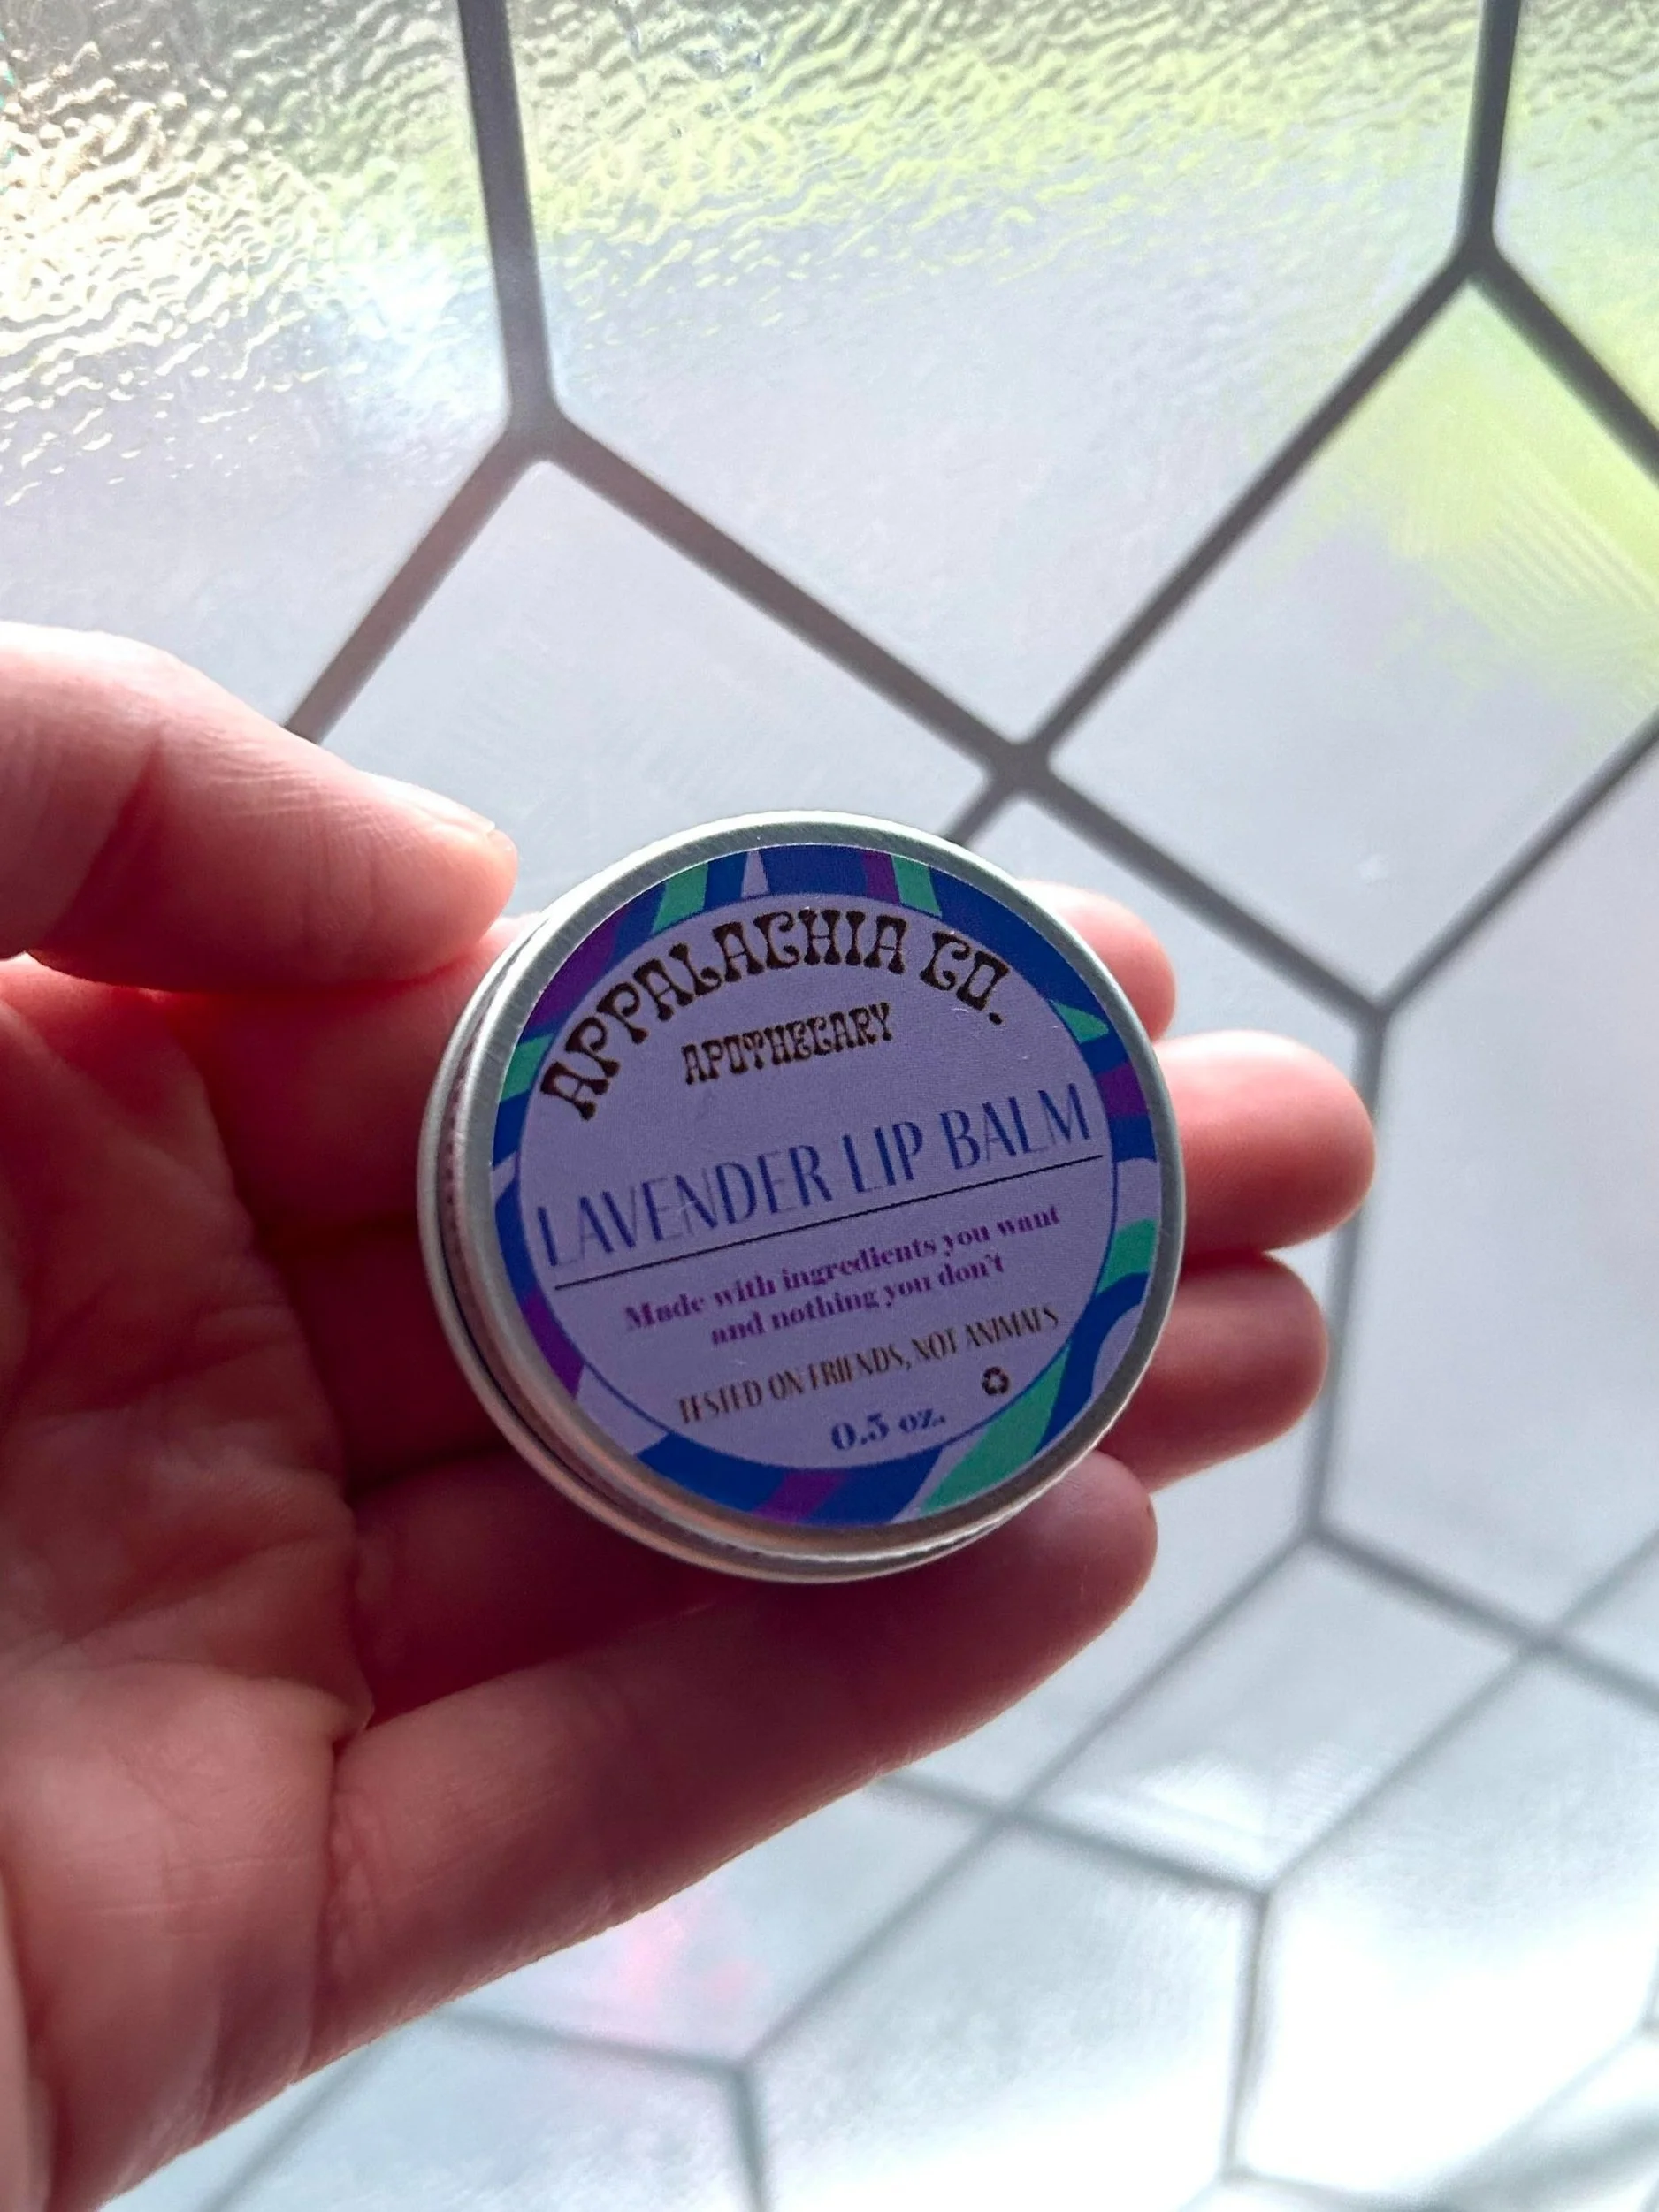 APPALACHIA CO.
APOTHECARY
LAVENDER LIP BALM
Made with ingredients you want
and nothing you don't
TESTED ON FRIENDS, NOT ANIMALS
0.5 oz.